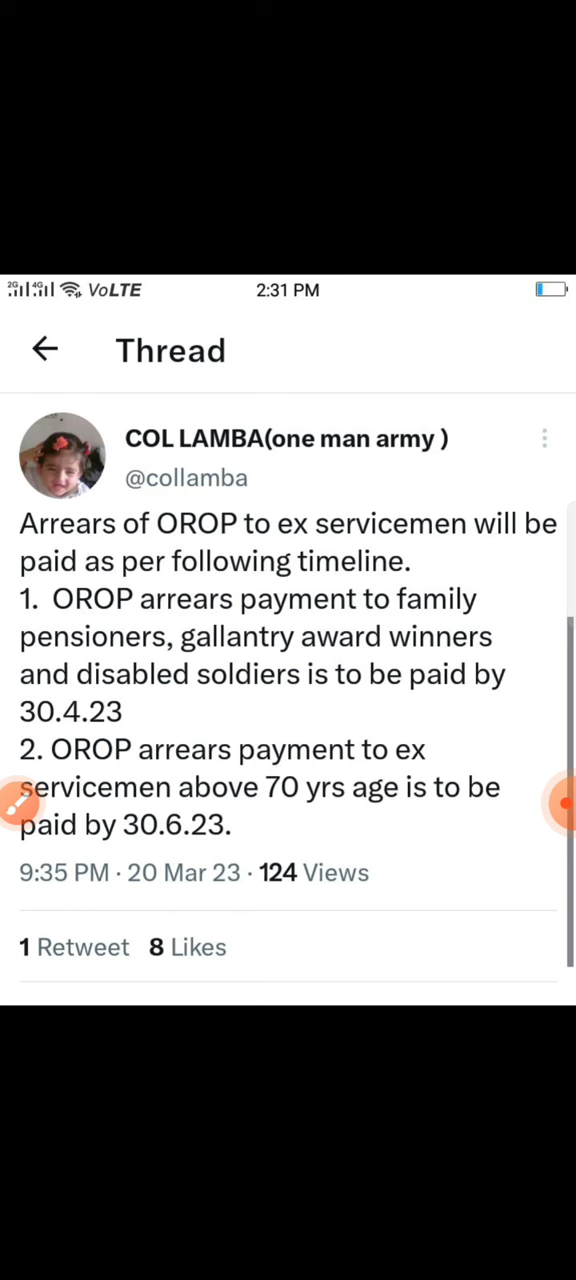 2G 4G VoLTE 2:31 PM
Thread
COL LAMBA(one man army )
@collamba
Arrears of OROP to ex servicemen will be
paid as per following timeline.
1.  OROP arrears payment to family
pensioners, gallantry award winners
and disabled soldiers is to be paid by
30.4.23
2. OROP arrears payment to ex
servicemen above 70 yrs age is to be
paid by 30.6.23.
9:35 PM · 20 Mar 23 · 124 Views
1 Retweet 8 Likes